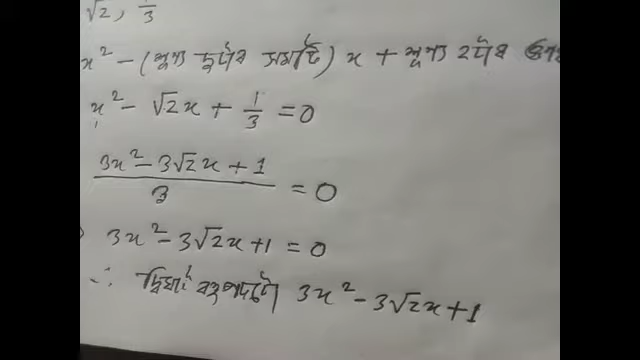 √2, 1/3
x² - (শূন্য দুটাৰ সমষ্টি) x + শূন্য
x² - √2x + 1/3 = 0
(3x² - 3√2x + 1)/3 = 0
3x² - 3√2x + 1 = 0
∴ দ্বিঘাত বহুপদটো 3x² - 3√2x + 1